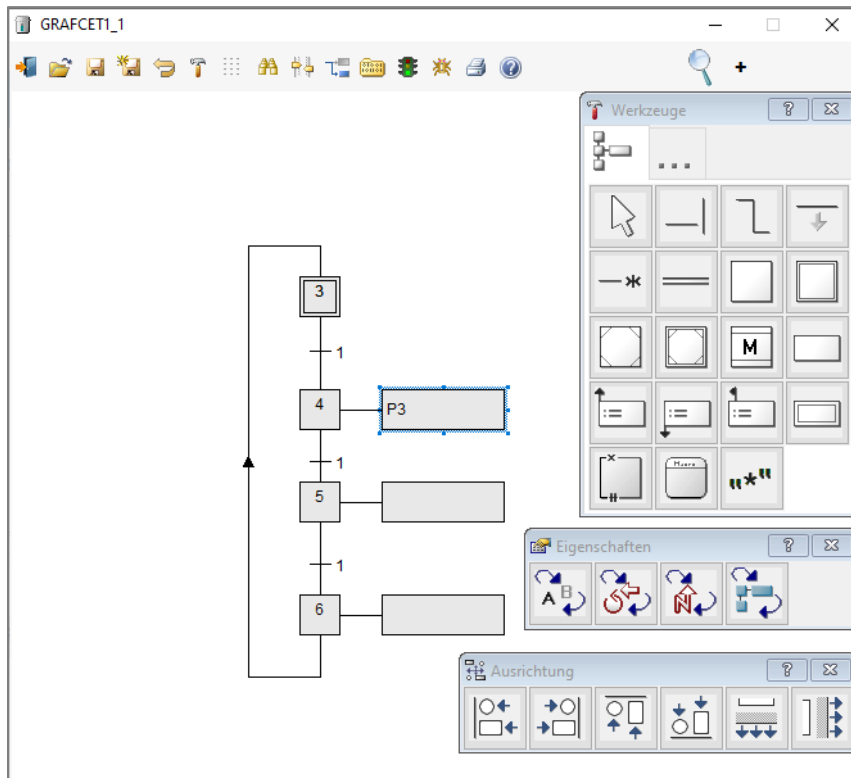 GRAFCET1_1
+
Werkzeuge
...
3
1
4
P3
1
5
1
6
M
:=
:=
:=
"*"
Eigenschaften
A B
N
Ausrichtung